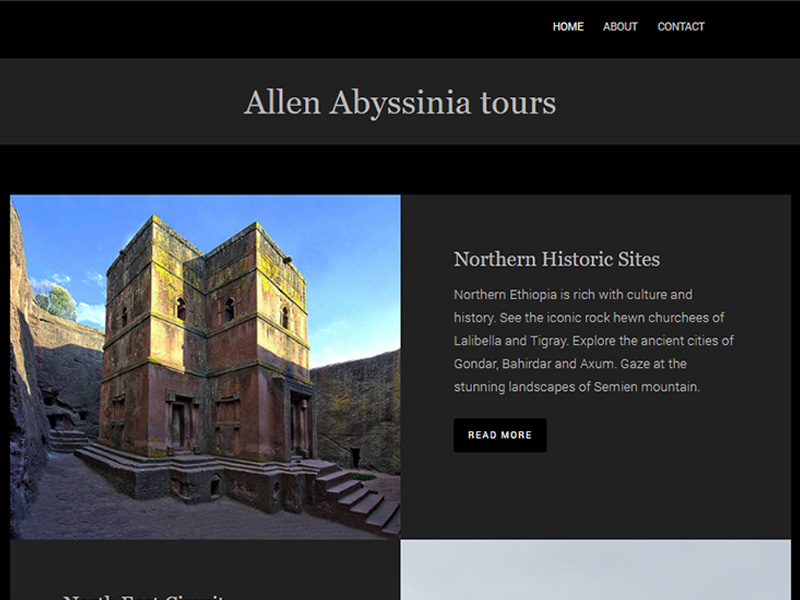 HOME ABOUT CONTACT
Allen Abyssinia tours
Northern Historic Sites
Northern Ethiopia is rich with culture and
history. See the iconic rock hewn churchees of
Lalibella and Tigray. Explore the ancient cities of
Gondar, Bahirdar and Axum. Gaze at the
stunning landscapes of Semien mountain.
READ MORE